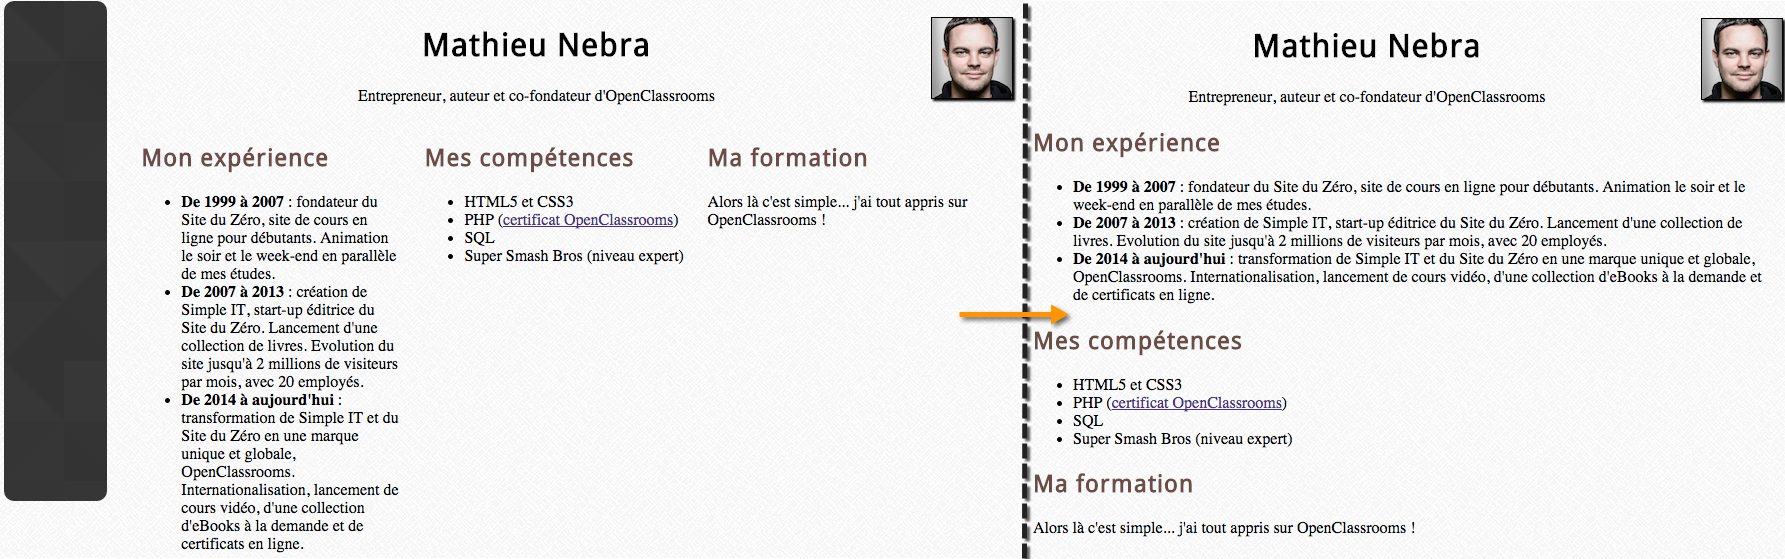 Mathieu Nebra
Entrepreneur, auteur et co-fondateur d'OpenClassrooms
Mon expérience
De 1999 à 2007 : fondateur du
Site du Zéro, site de cours en
ligne pour débutants. Animation
le soir et le week-end en parallèle
de mes études.
De 2007 à 2013 : création de
Simple IT, start-up éditrice du
Site du Zéro. Lancement d'une
collection de livres. Evolution du
site jusqu'à 2 millions de visiteurs
par mois, avec 20 employés.
De 2014 à aujourd'hui :
transformation de Simple IT et du
Site du Zéro en une marque
unique et globale,
OpenClassrooms.
Internationalisation, lancement de
cours vidéo, d'une collection
d'eBooks à la demande et de
certificats en ligne.
Mes compétences
HTML5 et CSS3
PHP (certificat OpenClassrooms)
SQL
Super Smash Bros (niveau expert)
Ma formation
Alors là c'est simple... j'ai tout appris sur
OpenClassrooms !
Mathieu Nebra
Entrepreneur, auteur et co-fondateur d'OpenClassrooms
Mon expérience
De 1999 à 2007 : fondateur du Site du Zéro, site de cours en ligne pour débutants. Animation le soir et le
week-end en parallèle de mes études.
De 2007 à 2013 : création de Simple IT, start-up éditrice du Site du Zéro. Lancement d'une collection de
livres. Evolution du site jusqu'à 2 millions de visiteurs par mois, avec 20 employés.
De 2014 à aujourd'hui : transformation de Simple IT et du Site du Zéro en une marque unique et globale,
OpenClassrooms. Internationalisation, lancement de cours vidéo, d'une collection d'eBooks à la demande et
de certificats en ligne.
Mes compétences
HTML5 et CSS3
PHP (certificat OpenClassrooms)
SQL
Super Smash Bros (niveau expert)
Ma formation
Alors là c'est simple... j'ai tout appris sur OpenClassrooms !